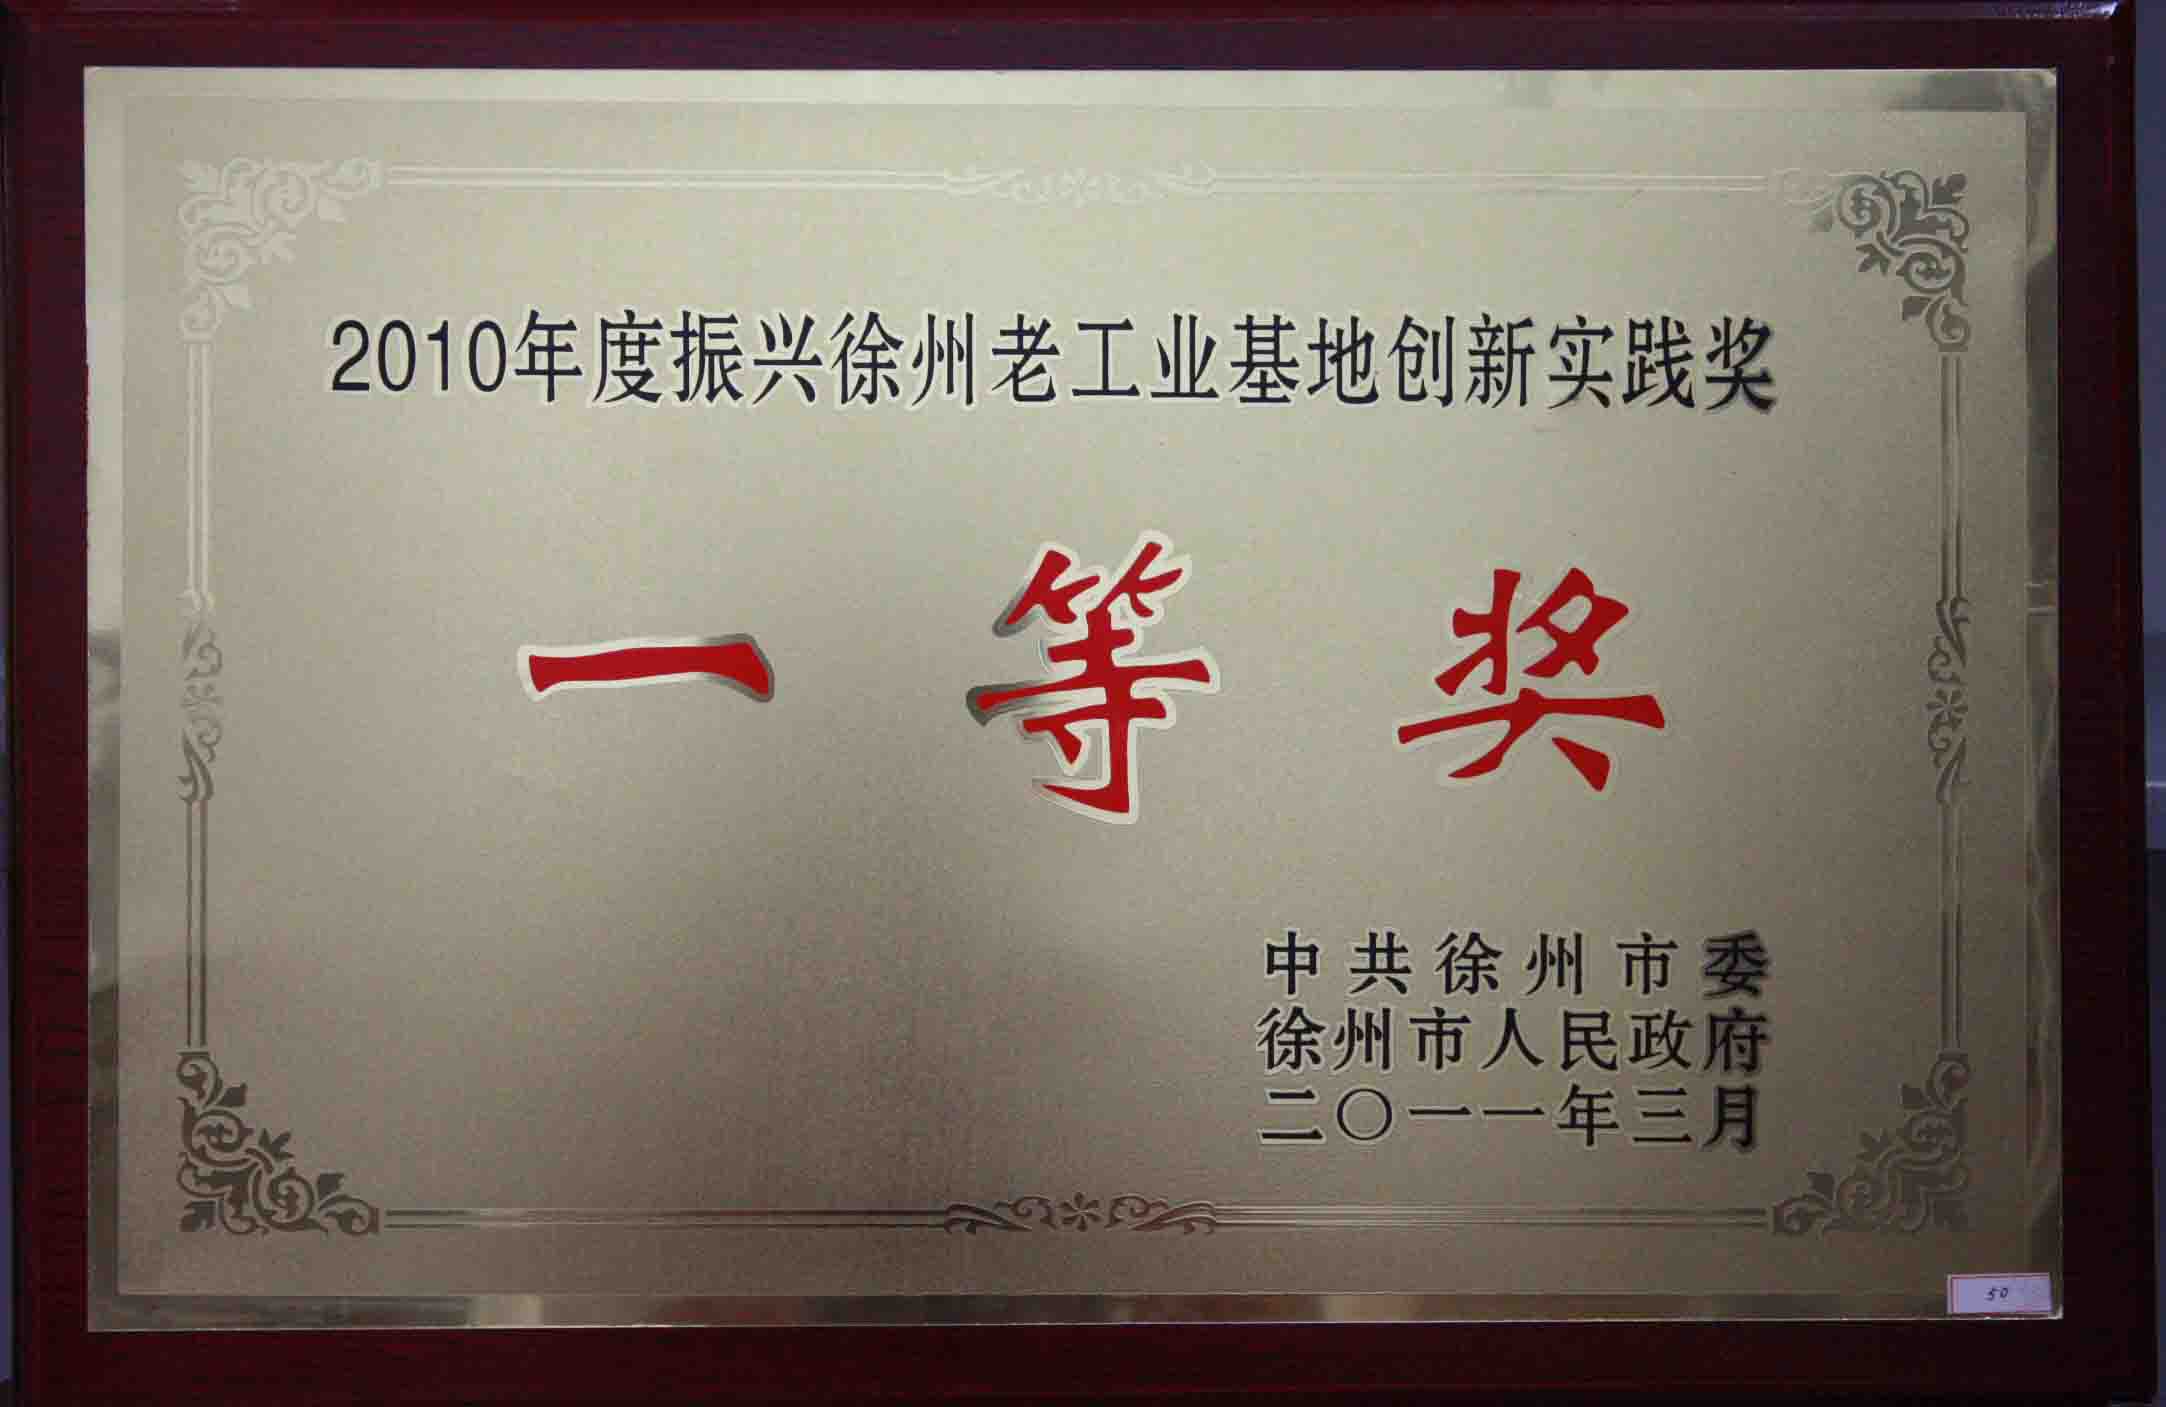 2010年度振兴徐州老工业基地创新实践奖
一等奖
中共徐州市委
徐州市人民政府
二〇一一年三月
50